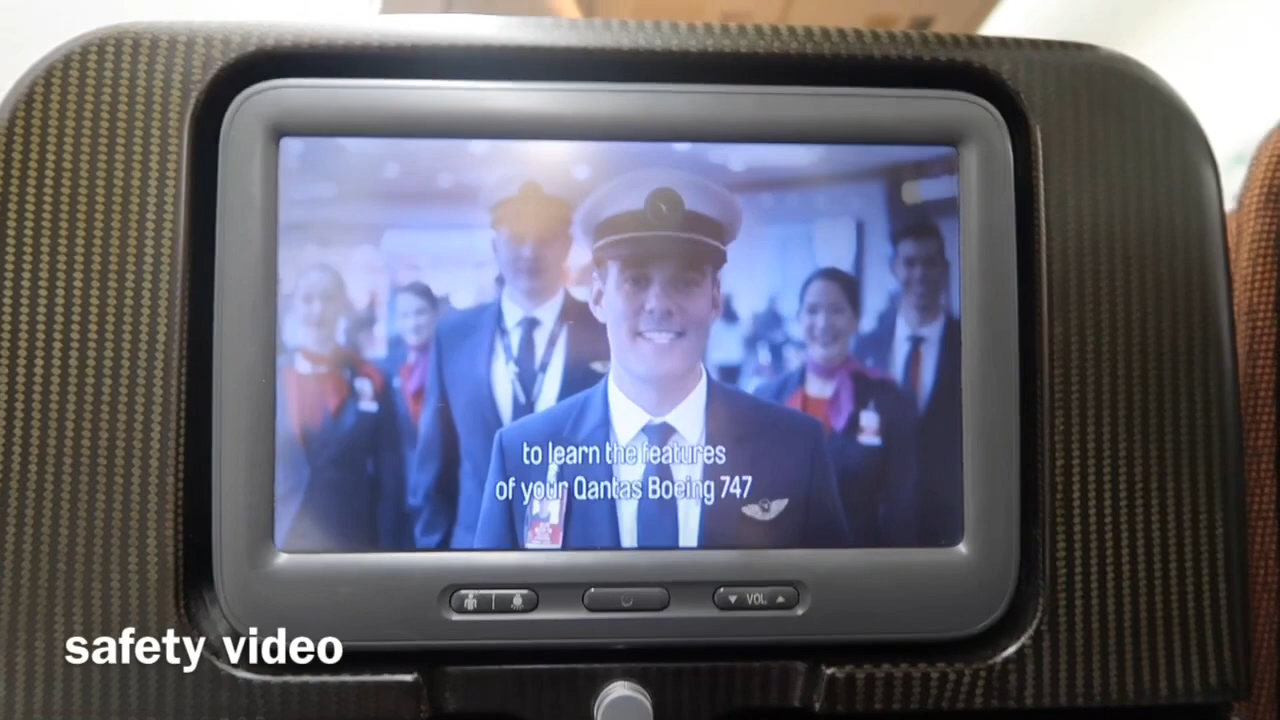 to learn the features
of your Qantas Boeing 747
VOL
safety video